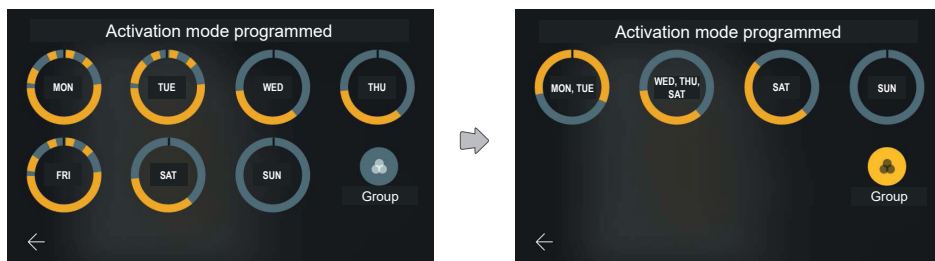 Activation mode programmed
MON
TUE
WED
THU
FRI
SAT
SUN
Group
Activation mode programmed
MON, TUE
WED, THU,
SAT
SAT
SUN
Group